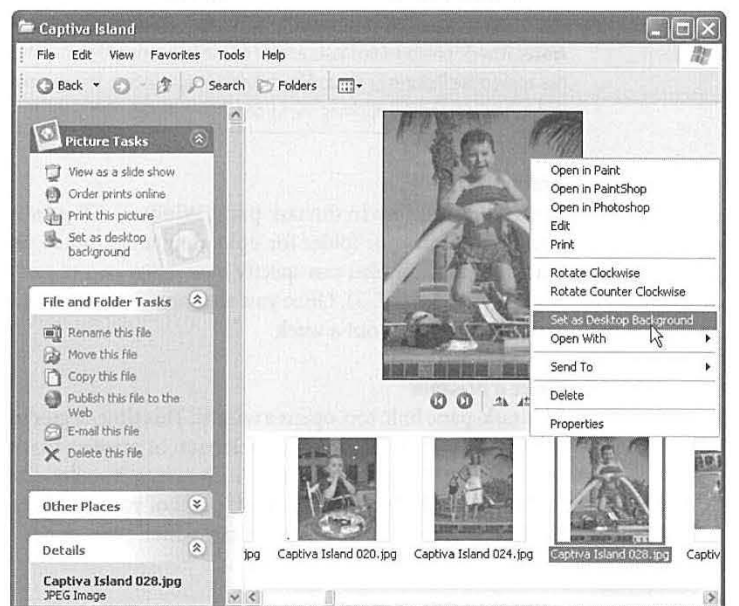 Captiva Island
File Edit View Favorites Tools Help
Back Search Folders
Picture Tasks
View as a slide show
Order prints online
Print this picture
Set as desktop
background
File and Folder Tasks
Rename this file
Move this file
Copy this file
Publish this file to the
Web
E-mail this file
Delete this file
Other Places
Details
Captiva Island 028.jpg
JPEG Image
Open in Paint
Open in PaintShop
Open in Photoshop
Edit
Print
Rotate Clockwise
Rotate Counter Clockwise
Set as Desktop Background
Open With
Send To
Delete
Properties
jpg Captiva Island 020.jpg Captiva Island 024.jpg Captiva Island 028.jpg Captiv